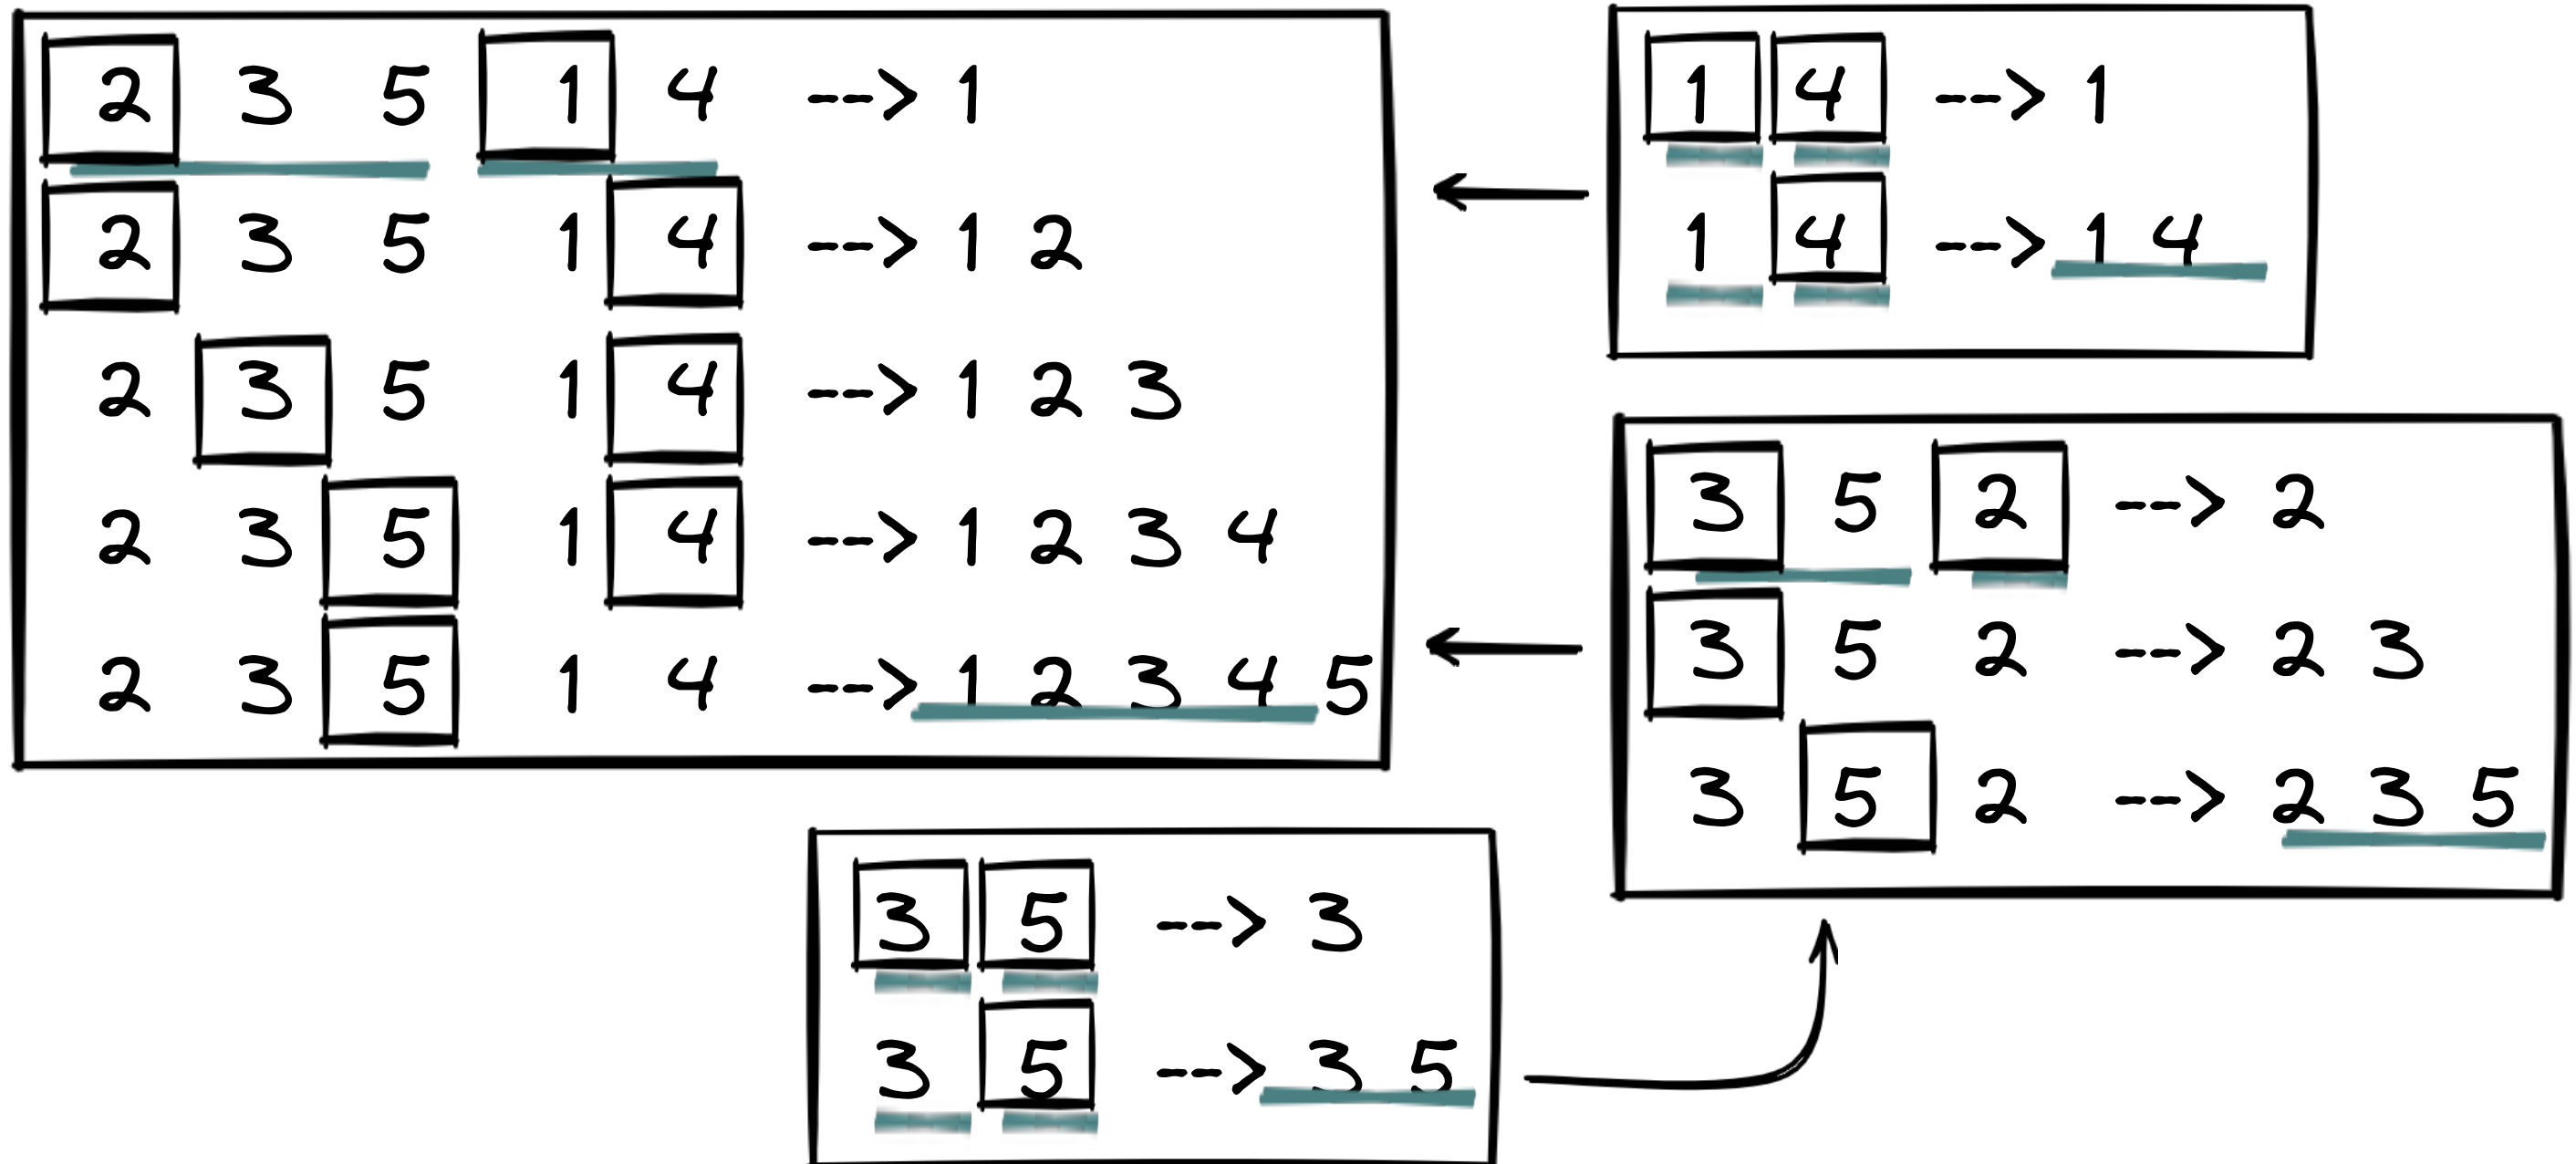 2 3 5 1 4 --> 1
2 3 5 1 4 --> 1 2
2 3 5 1 4 --> 1 2 3
2 3 5 1 4 --> 1 2 3 4
2 3 5 1 4 --> 1 2 3 4 5
1 4 --> 1
1 4 --> 1 4
3 5 2 --> 2
3 5 2 --> 2 3
3 5 2 --> 2 3 5
3 5 --> 3
3 5 --> 3 5